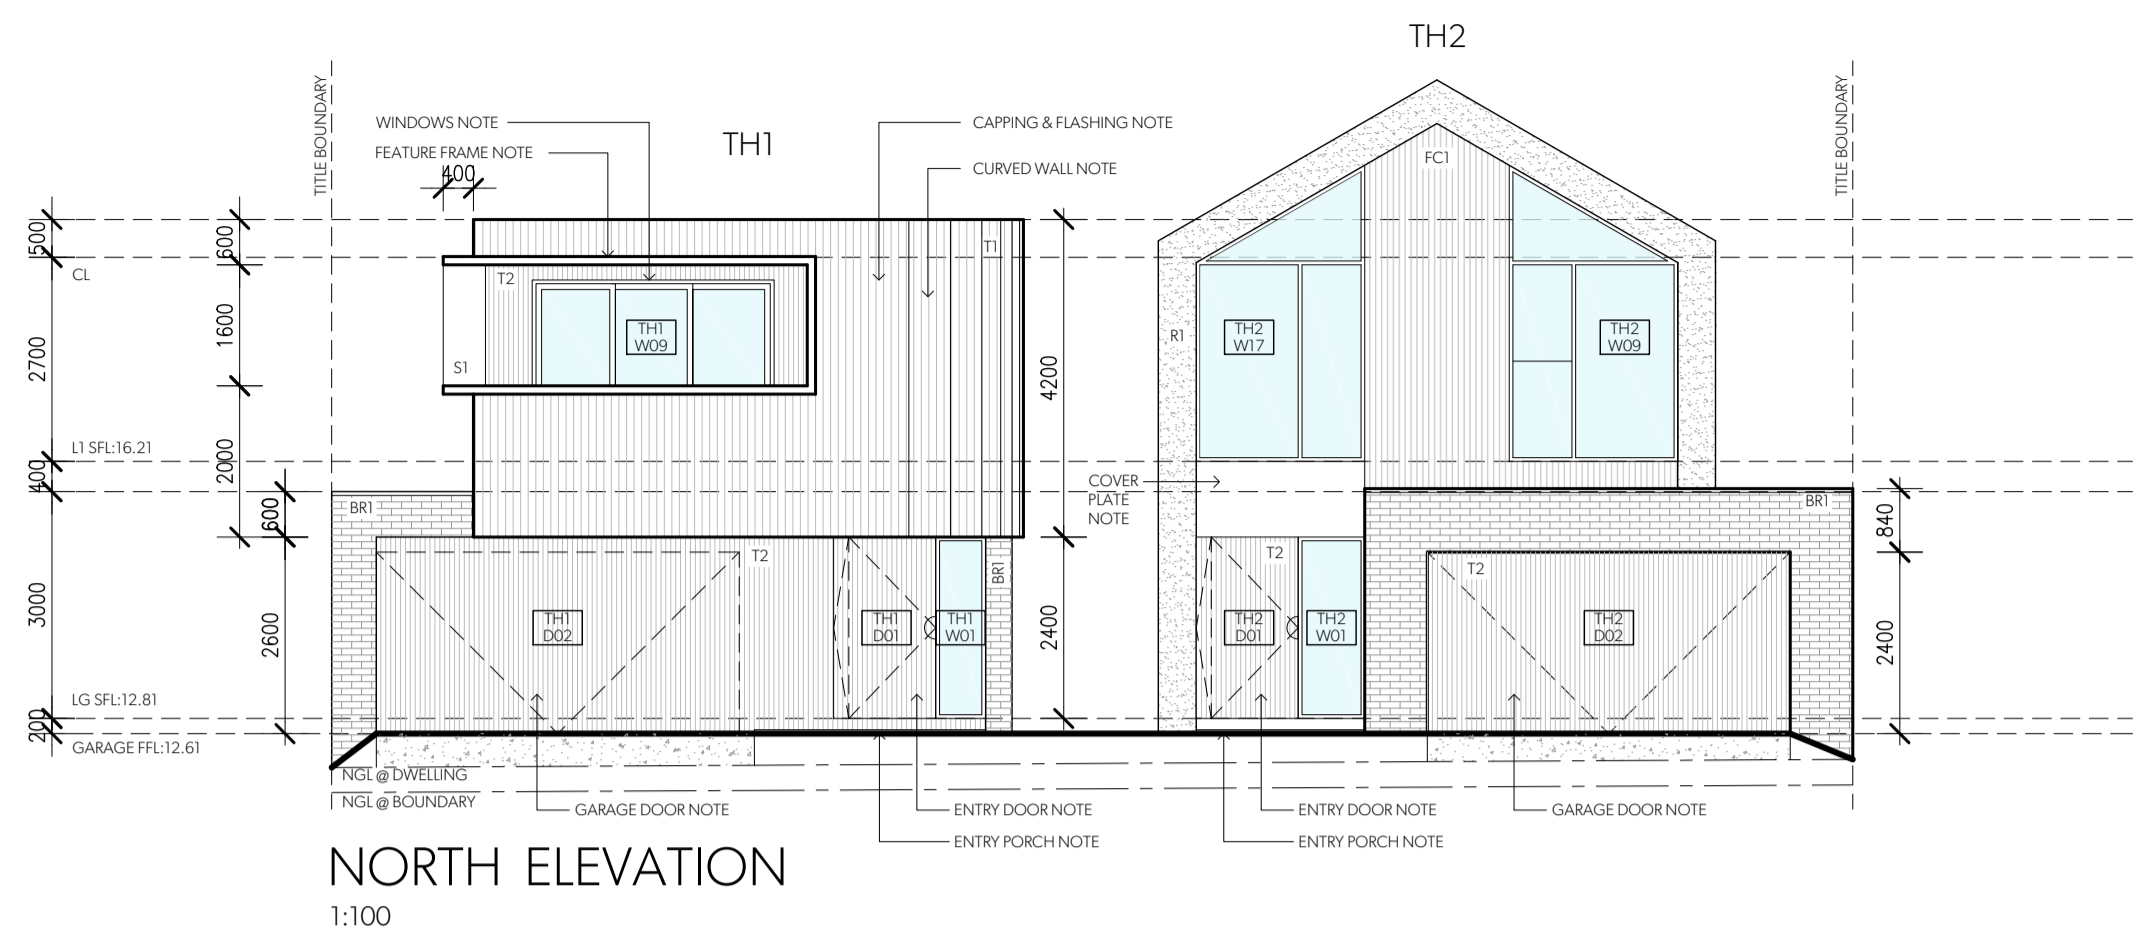 TH2
TITLE BOUNDARY
TITLE BOUNDARY
WINDOWS NOTE
FEATURE FRAME NOTE
400
TH1
CAPPING & FLASHING NOTE
CURVED WALL NOTE
FC1
500
600
CL
T2
T1
1600
2700
S1
TH1
W09
4200
R1
TH2
W17
TH2
W09
L1 SFL:16.21
400
2000
600
BR1
COVER
PLATE
NOTE
BR1
840
T2
BR1
T2
T2
3000
2600
TH1
D02
TH1
D01
TH1
W01
2400
TH2
D01
TH2
W01
TH2
D02
2400
LG SFL:12.81
200
GARAGE FFL:12.61
NGL @ DWELLING
NGL @ BOUNDARY
GARAGE DOOR NOTE
ENTRY DOOR NOTE
ENTRY PORCH NOTE
ENTRY DOOR NOTE
ENTRY PORCH NOTE
GARAGE DOOR NOTE
NORTH ELEVATION
1:100